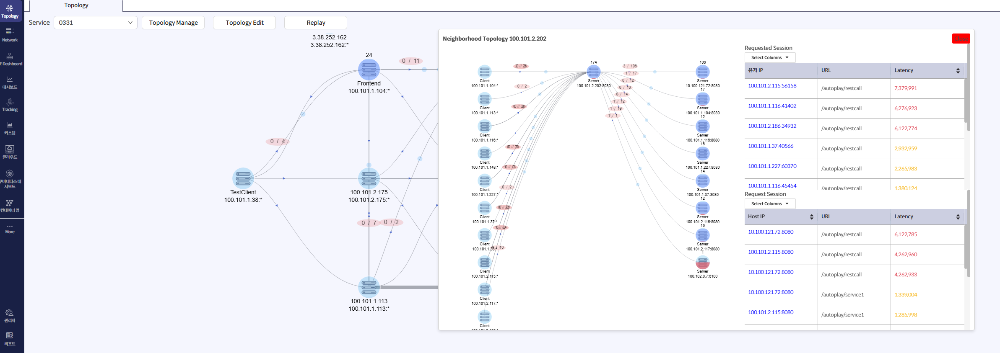 Topology
Network
E Dashboard
대시보드
Tracking
커스텀
클라우드
쿠버네티스 대
시보드
컨테이너 맵
More
관리자
리포트
Topology
Service
0331
Topology Manage
Topology Edit
Replay
3.38.252.162
3.38.252.162:*
24
Frontend
100.101.1.104:*
0 / 11
0 / 4
TestClient
100.101.1.38:*
100.101.2.175
100.101.2.175:*
0 / 7
0 / 2
100.101.1.113
100.101.1.113:*
Neighborhood Topology 100.101.2.202
Close
Client
100.101.1.104:*
Client
100.101.1.113:*
Client
100.101.1.116:*
Client
100.101.1.148:*
Client
100.101.1.227:*
Client
100.101.1.37:*
Client
100.101.1.38:*
Client
100.101.2.115:*
Client
100.101.2.117:*
Client
0 / 2
0 / 2
0 / 16
174
Server
100.101.2.202:8080
3 / 106
1 / 17
0 / 12
0 / 16
0 / 14
1 / 12
1 / 19
1 / 1
106
Server
10.100.121.72:8080
17
Server
100.101.1.104:8080
12
Server
100.101.1.116:8080
16
Server
100.101.1.227:8080
14
Server
100.101.1.37:8080
12
Server
100.101.2.115:8080
19
Server
100.101.2.117:8080
1
Server
100.102.0.7:6100
Requested Session
Select Columns
유저 IP URL Latency
100.101.2.115:56158 /autoplay/restcall 7,379,991
100.101.1.116:41402 /autoplay/restcall 6,276,923
100.101.2.186:34932 /autoplay/restcall 6,122,774
100.101.1.37:40566 /autoplay/restcall 2,932,959
100.101.1.227:60370 /autoplay/restcall 2,265,983
100.101.1.116:45454 /autoplay/restcall 1,380,124
Request Session
Select Columns
Host IP URL Latency
10.100.121.72:8080 /autoplay/restcall 6,122,785
100.101.2.115:8080 /autoplay/restcall 4,262,960
10.100.121.72:8080 /autoplay/restcall 4,262,933
10.100.121.72:8080 /autoplay/service1 1,339,004
100.101.2.115:8080 /autoplay/service1 1,285,998